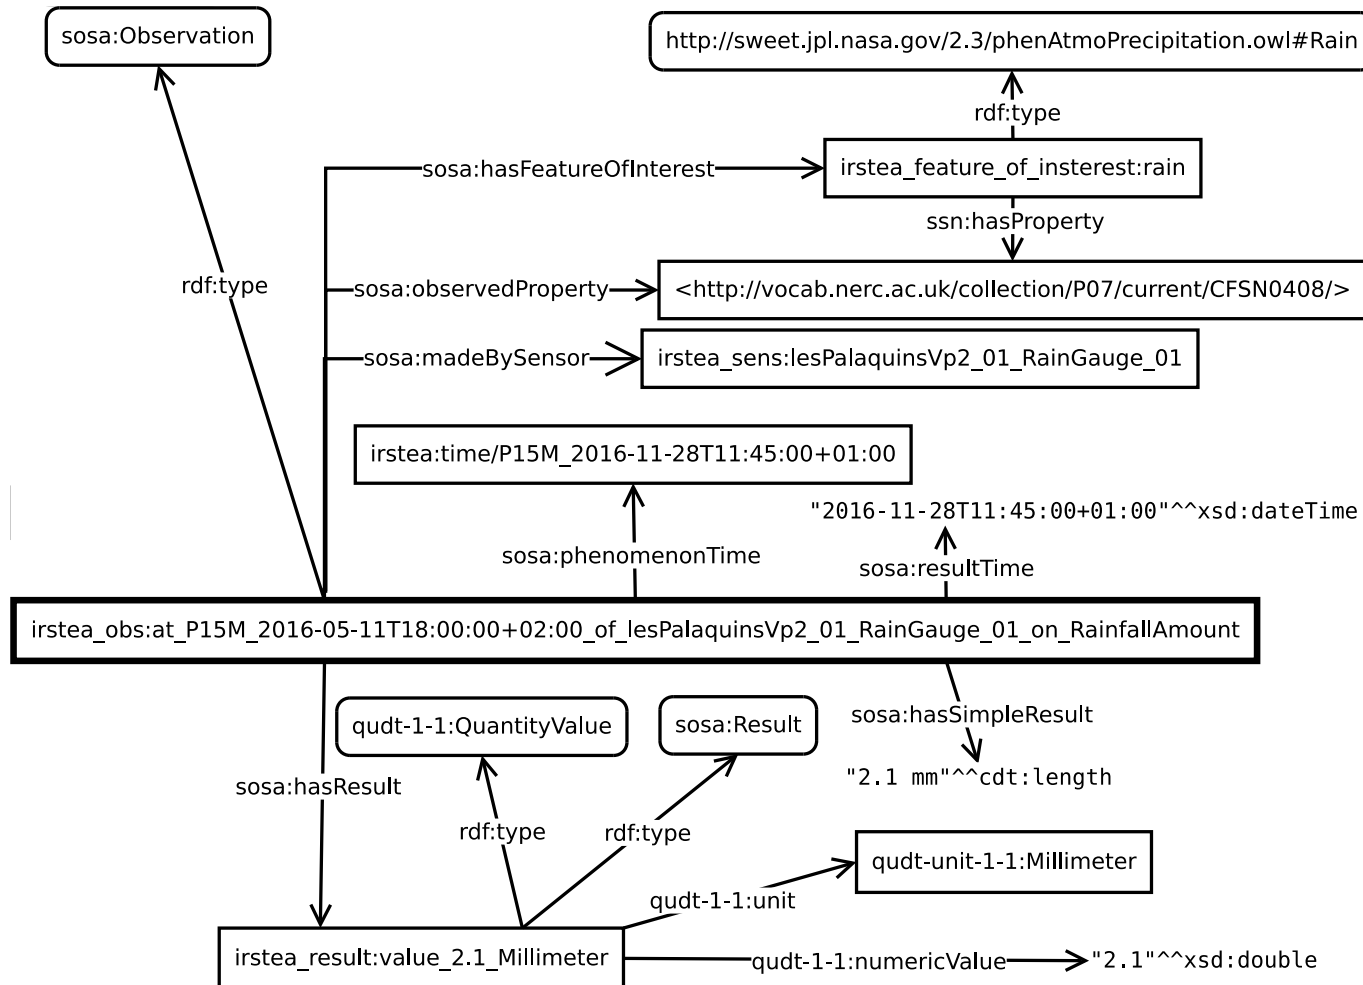 sosa:Observation
http://sweet.jpl.nasa.gov/2.3/phenAtmoPrecipitation.owl#Rain
rdf:type
sosa:hasFeatureOfInterest
irstea_feature_of_insterest:rain
ssn:hasProperty
rdf:type
sosa:observedProperty
<http://vocab.nerc.ac.uk/collection/P07/current/CFSN0408/>
sosa:madeBySensor
irstea_sens:lesPalaquinsVp2_01_RainGauge_01
irstea:time/P15M_2016-11-28T11:45:00+01:00
"2016-11-28T11:45:00+01:00"^^xsd:dateTime
sosa:phenomenonTime
sosa:resultTime
irstea_obs:at_P15M_2016-05-11T18:00:00+02:00_of_lesPalaquinsVp2_01_RainGauge_01_on_RainfallAmount
qudt-1-1:QuantityValue
sosa:Result
sosa:hasSimpleResult
sosa:hasResult
"2.1 mm"^^cdt:length
rdf:type
rdf:type
qudt-unit-1-1:Millimeter
qudt-1-1:unit
irstea_result:value_2.1_Millimeter
qudt-1-1:numericValue
"2.1"^^xsd:double